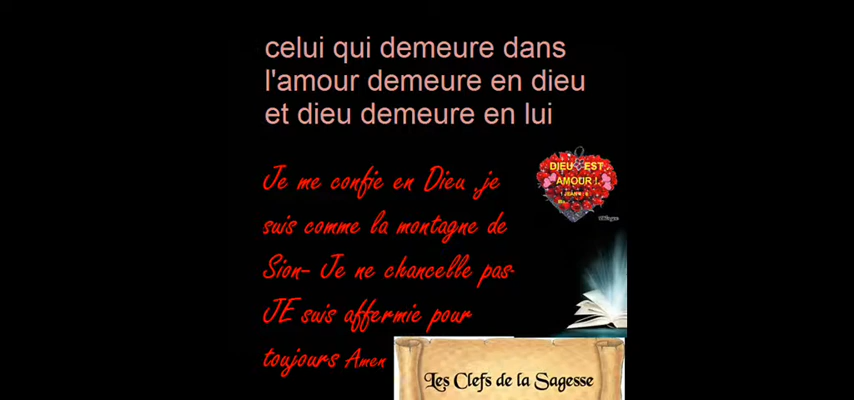 celui qui demeure dans
l'amour demeure en dieu
et dieu demeure en lui
DIEU EST
AMOUR !
Je me confie en Dieu ,je
suis comme la montagne de
Sion- Je ne chancelle pas-
JE suis affermie pour
toujours Amen
Les Clefs de la Sagesse